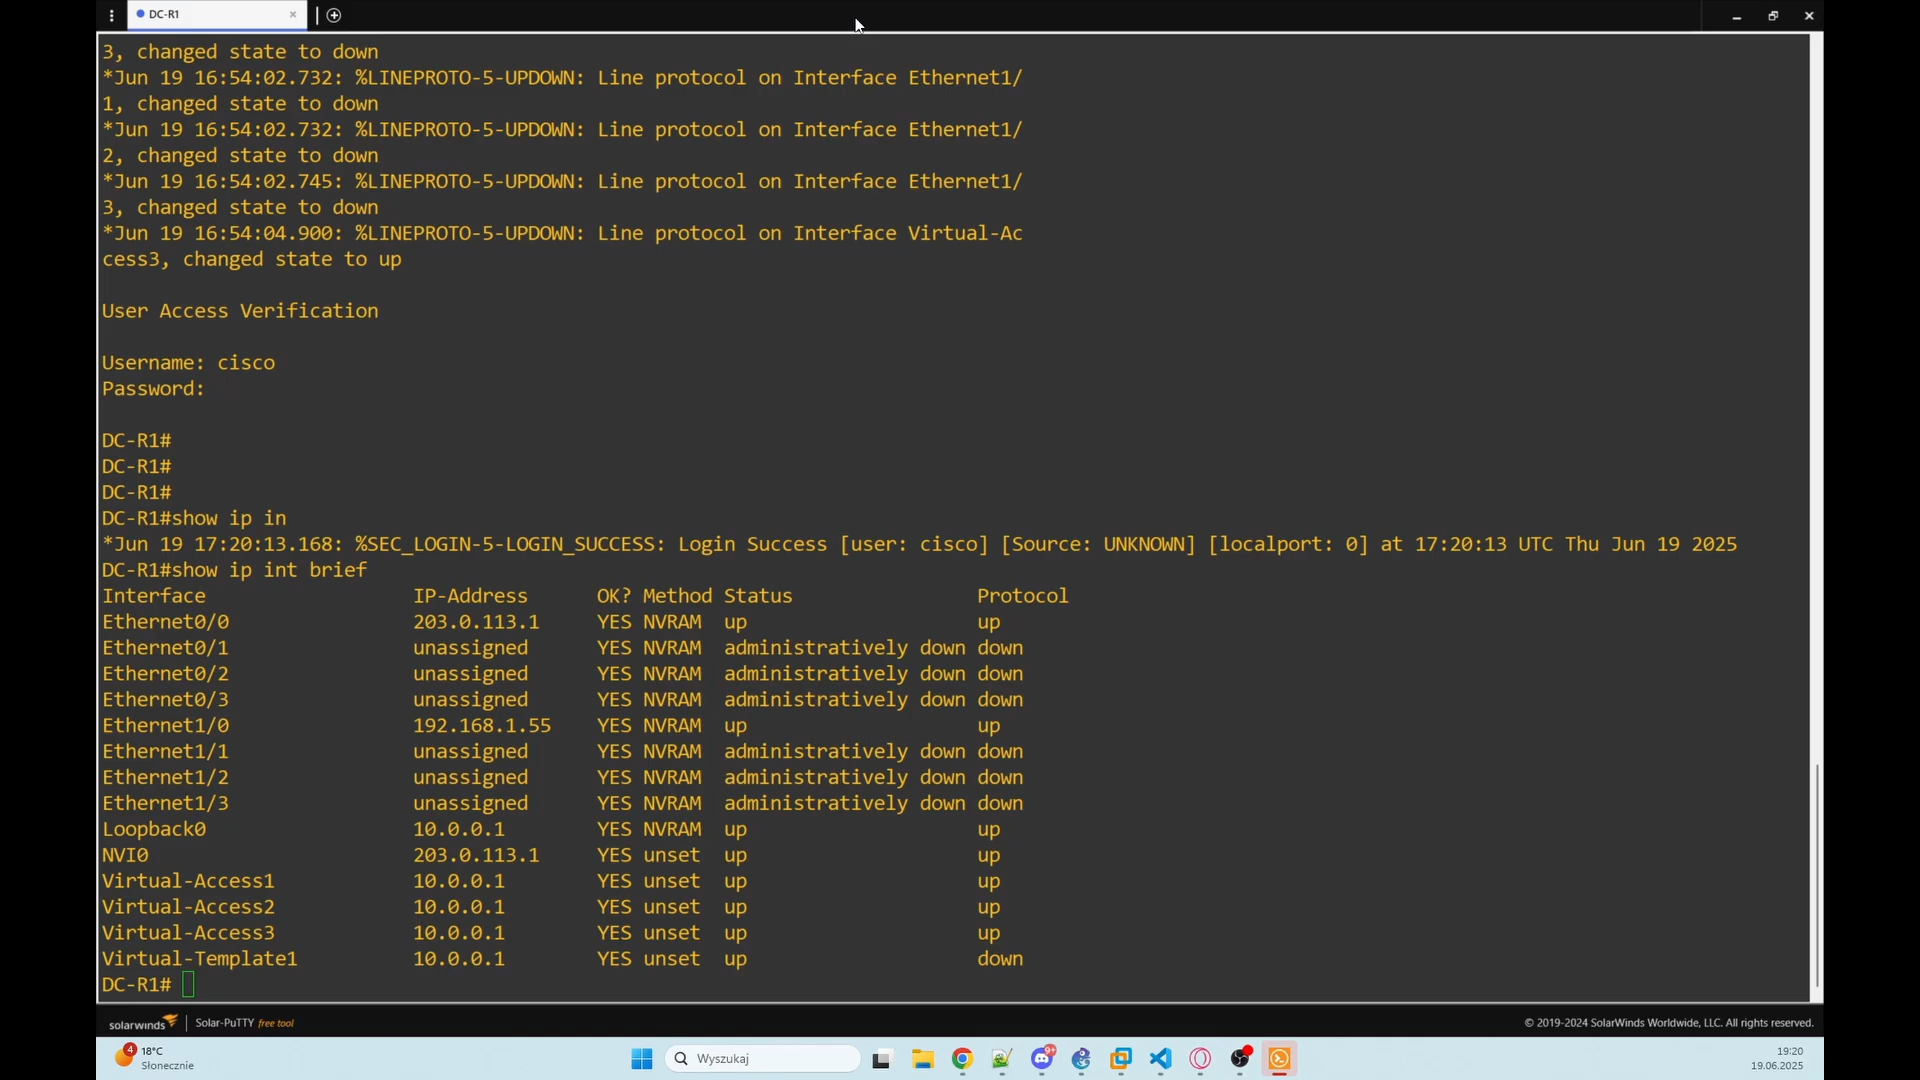 DC-R1
3, changed state to down
*Jun 19 16:54:02.732: %LINEPROTO-5-UPDOWN: Line protocol on Interface Ethernet1/
1, changed state to down
*Jun 19 16:54:02.732: %LINEPROTO-5-UPDOWN: Line protocol on Interface Ethernet1/
2, changed state to down
*Jun 19 16:54:02.745: %LINEPROTO-5-UPDOWN: Line protocol on Interface Ethernet1/
3, changed state to down
*Jun 19 16:54:04.900: %LINEPROTO-5-UPDOWN: Line protocol on Interface Virtual-Ac
cess3, changed state to up
User Access Verification
Username: cisco
Password:
DC-R1#
DC-R1#
DC-R1#
DC-R1#show ip in
*Jun 19 17:20:13.168: %SEC_LOGIN-5-LOGIN_SUCCESS: Login Success [user: cisco] [Source: UNKNOWN] [localport: 0] at 17:20:13 UTC Thu Jun 19 2025
DC-R1#show ip int brief
Interface IP-Address OK? Method Status Protocol
Ethernet0/0 203.0.113.1 YES NVRAM up up
Ethernet0/1 unassigned YES NVRAM administratively down down
Ethernet0/2 unassigned YES NVRAM administratively down down
Ethernet0/3 unassigned YES NVRAM administratively down down
Ethernet1/0 192.168.1.55 YES NVRAM up up
Ethernet1/1 unassigned YES NVRAM administratively down down
Ethernet1/2 unassigned YES NVRAM administratively down down
Ethernet1/3 unassigned YES NVRAM administratively down down
Loopback0 10.0.0.1 YES NVRAM up up
NVI0 203.0.113.1 YES unset up up
Virtual-Access1 10.0.0.1 YES unset up up
Virtual-Access2 10.0.0.1 YES unset up up
Virtual-Access3 10.0.0.1 YES unset up up
Virtual-Template1 10.0.0.1 YES unset up down
DC-R1#
solarwinds Solar-PuTTY free tool © 2019-2024 SolarWinds Worldwide, LLC. All rights reserved.
4 18°C
Słonecznie
Wyszukaj
9+
19:20
19.06.2025